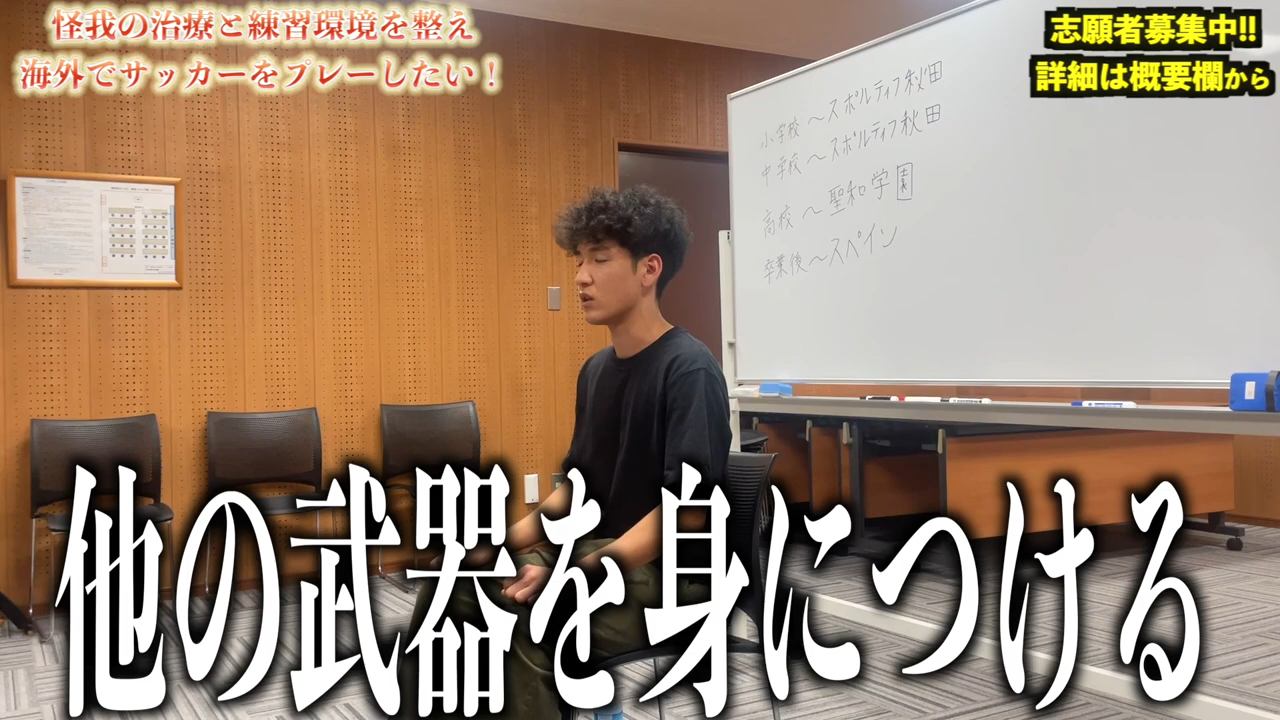 怪我の治療と練習環境を整え
海外でサッカーをプレーしたい！
志願者募集中!!
詳細は概要欄から
小学校～スポルティフ秋田
中学校～スポルティフ秋田
高校～聖和学園
卒業後～スペイン
他の武器を身につける